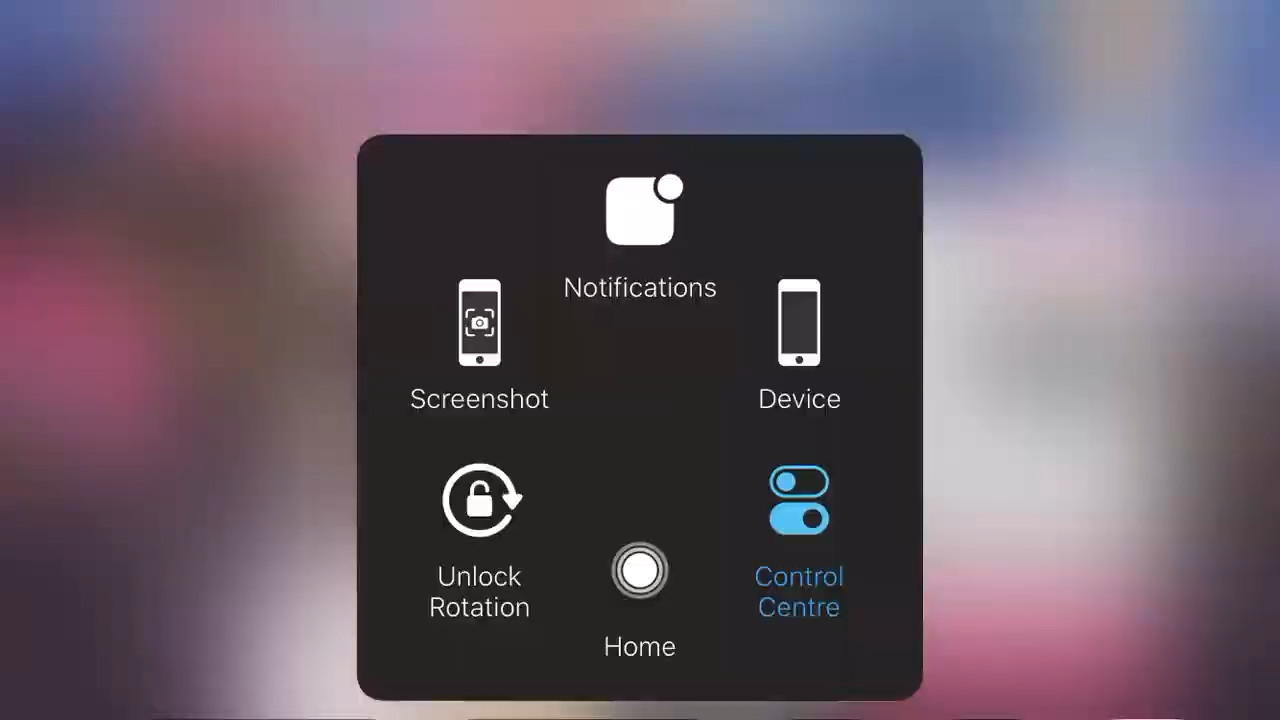 Notifications
Screenshot
Device
Unlock
Rotation
Control
Centre
Home